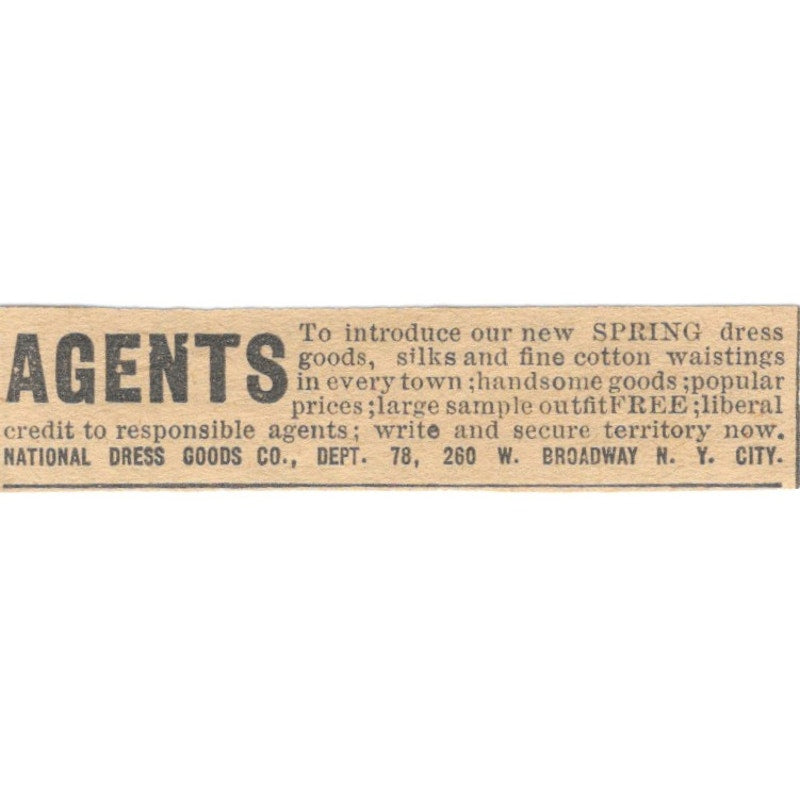 AGENTS To introduce our new SPRING dress
goods, silks and fine cotton waistings
in every town; handsome goods; popular
prices; large sample outfit FREE; liberal
credit to responsible agents; write and secure territory now.
NATIONAL DRESS GOODS CO., DEPT. 78, 260 W. BROADWAY N. Y. CITY.